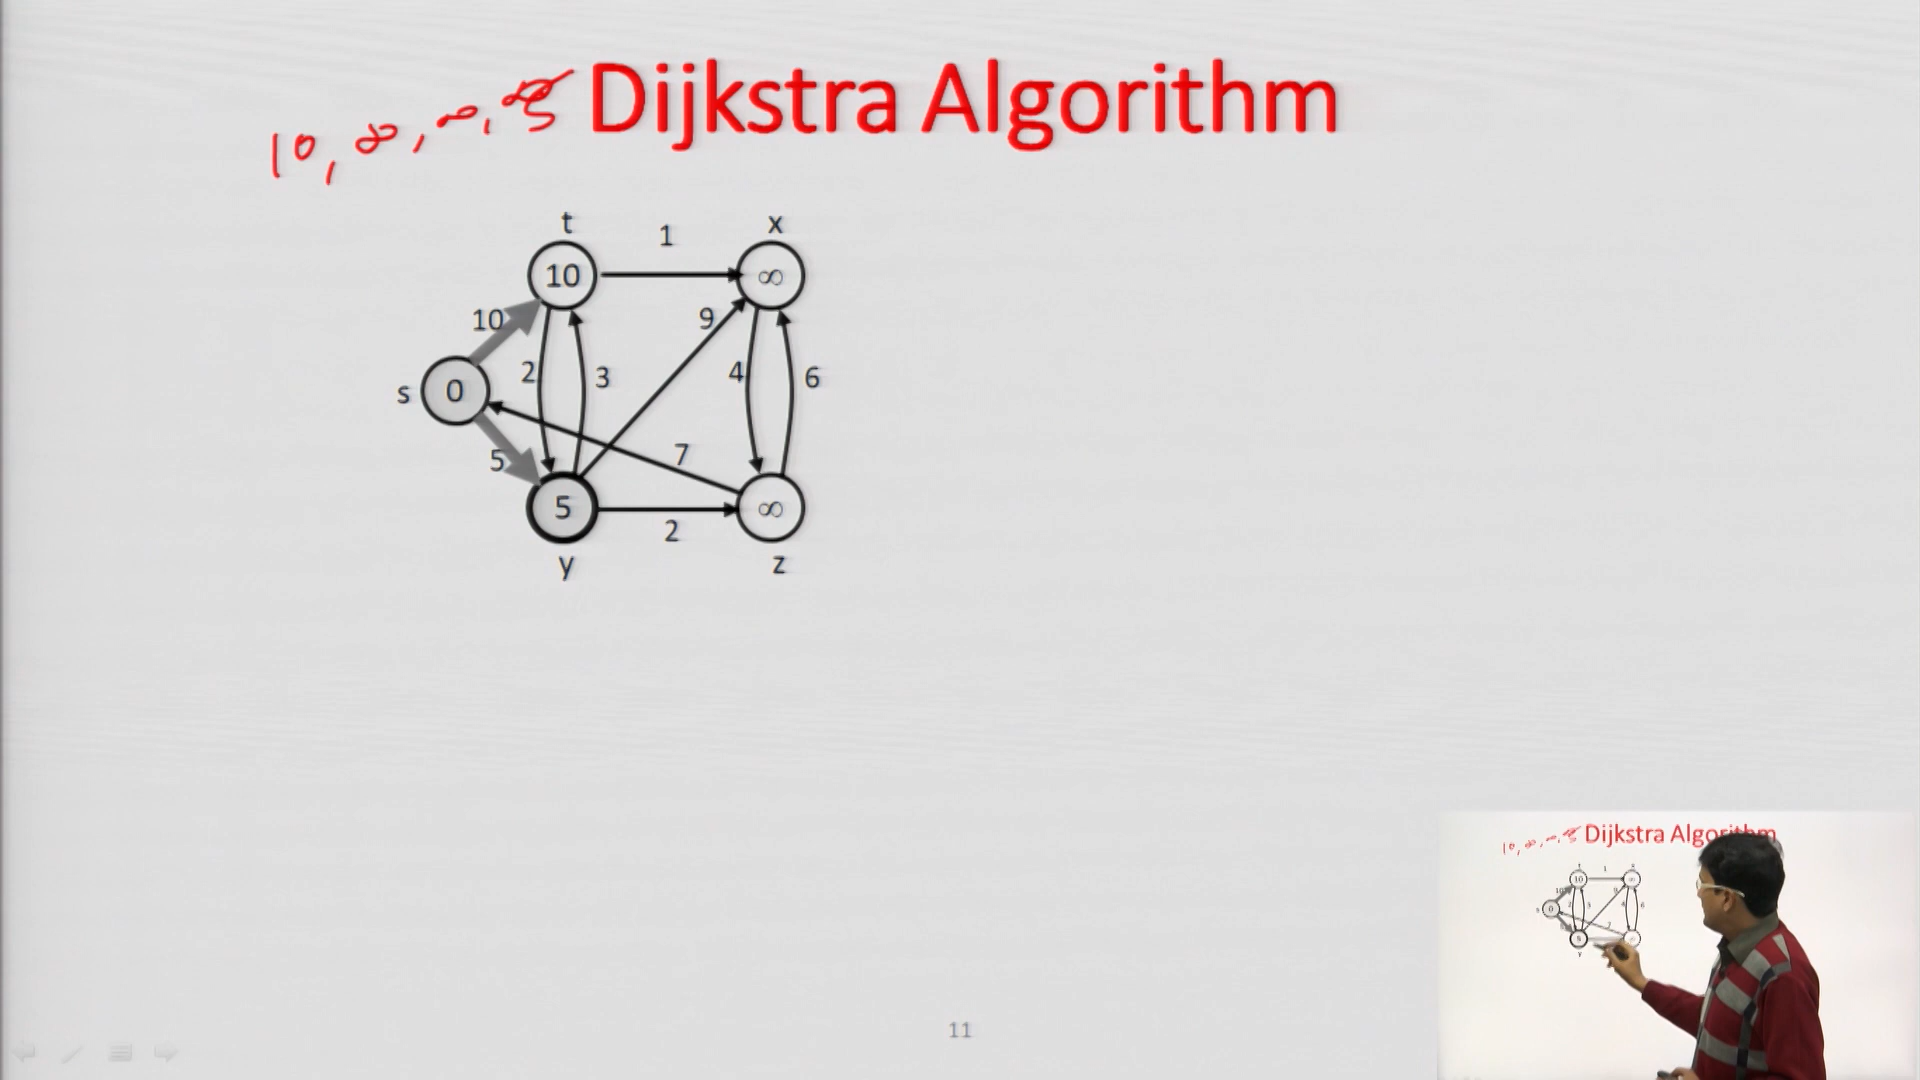 10, ∞, ∞, 5 Dijkstra Algorithm
t 1 x
10 ∞
10 9
2 3 4 6
s 0
5 7
5 ∞
2
y z
11